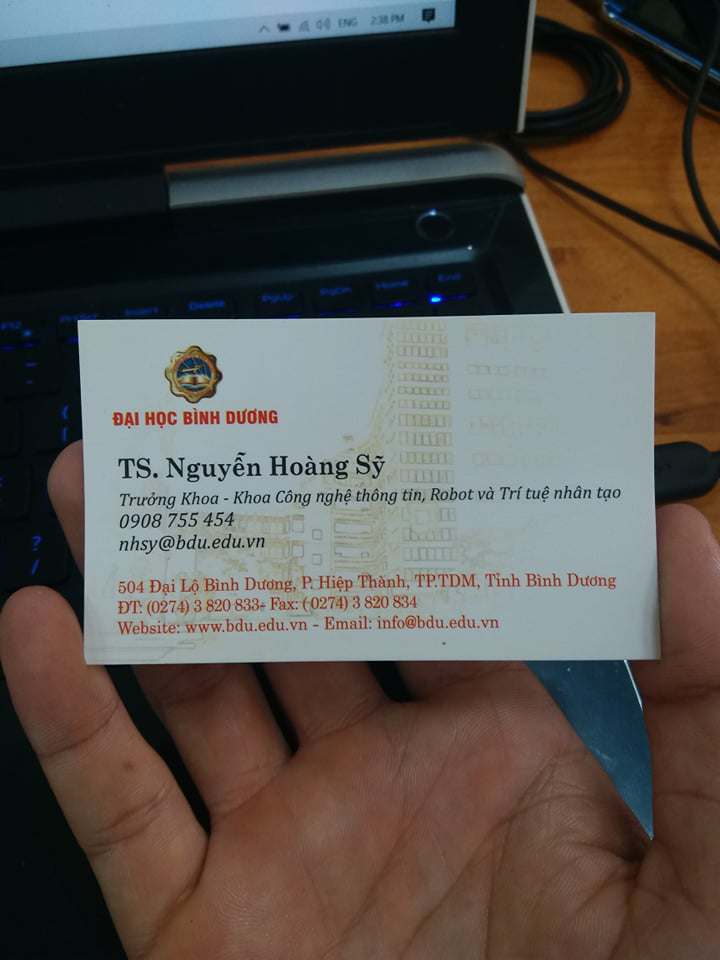 ENG 2:38 PM
F12 PrtScr Insert Delete PgUp PgDn Home End
{
[
?
/
ĐẠI HỌC BÌNH DƯƠNG
TS. Nguyễn Hoàng Sỹ
Trưởng Khoa - Khoa Công nghệ thông tin, Robot và Trí tuệ nhân tạo
0908 755 454
nhsy@bdu.edu.vn
504 Đại Lộ Bình Dương, P. Hiệp Thành, TP.TDM, Tỉnh Bình Dương
ĐT: (0274) 3 820 833- Fax: ( 0274) 3 820 834
Website: www.bdu.edu.vn - Email: info@bdu.edu.vn